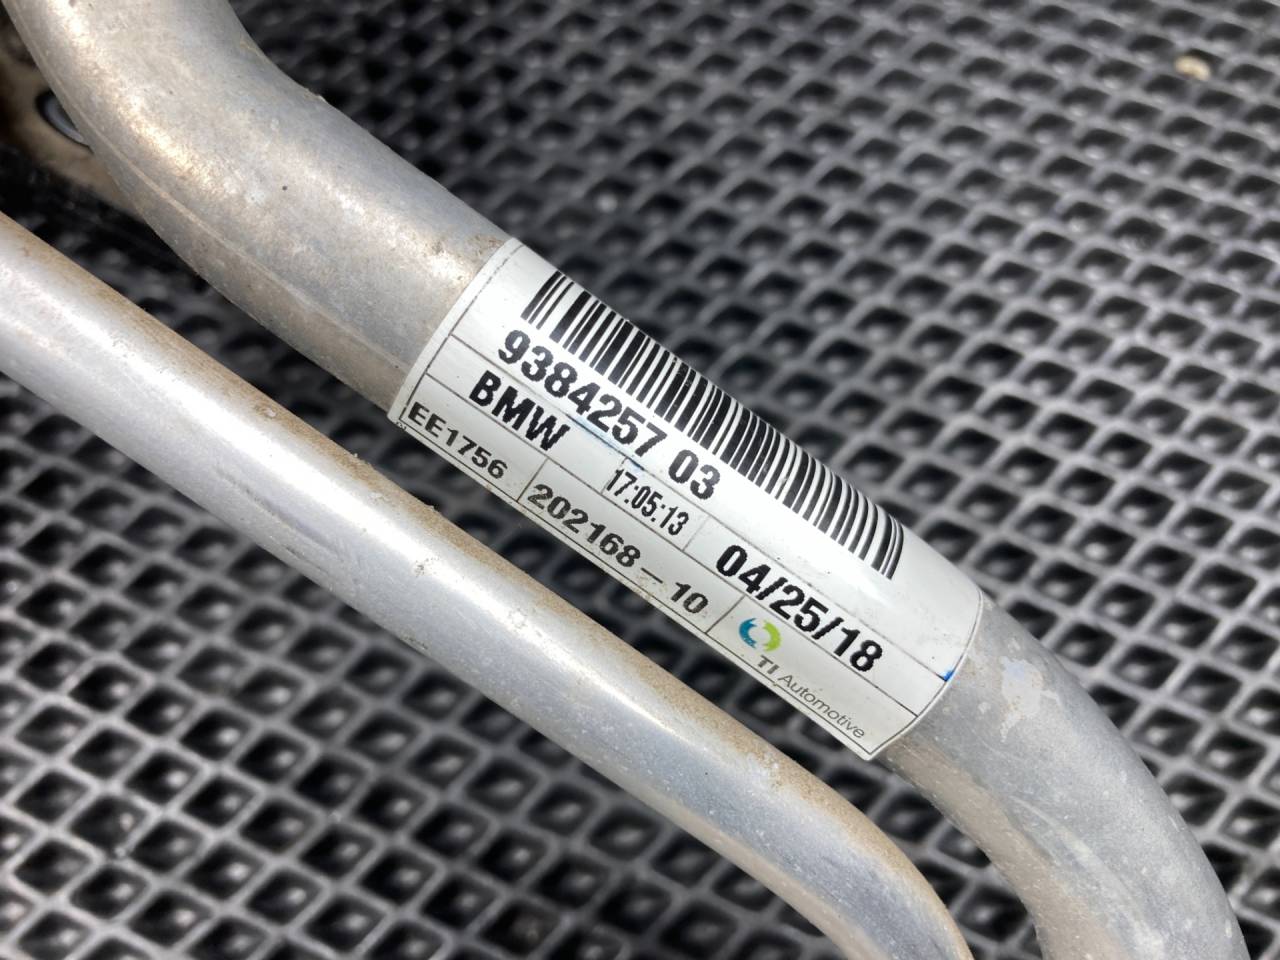 9384257 03
BMW
17:05:13
04/25/18
EE1756
202168-10
TI Automotive